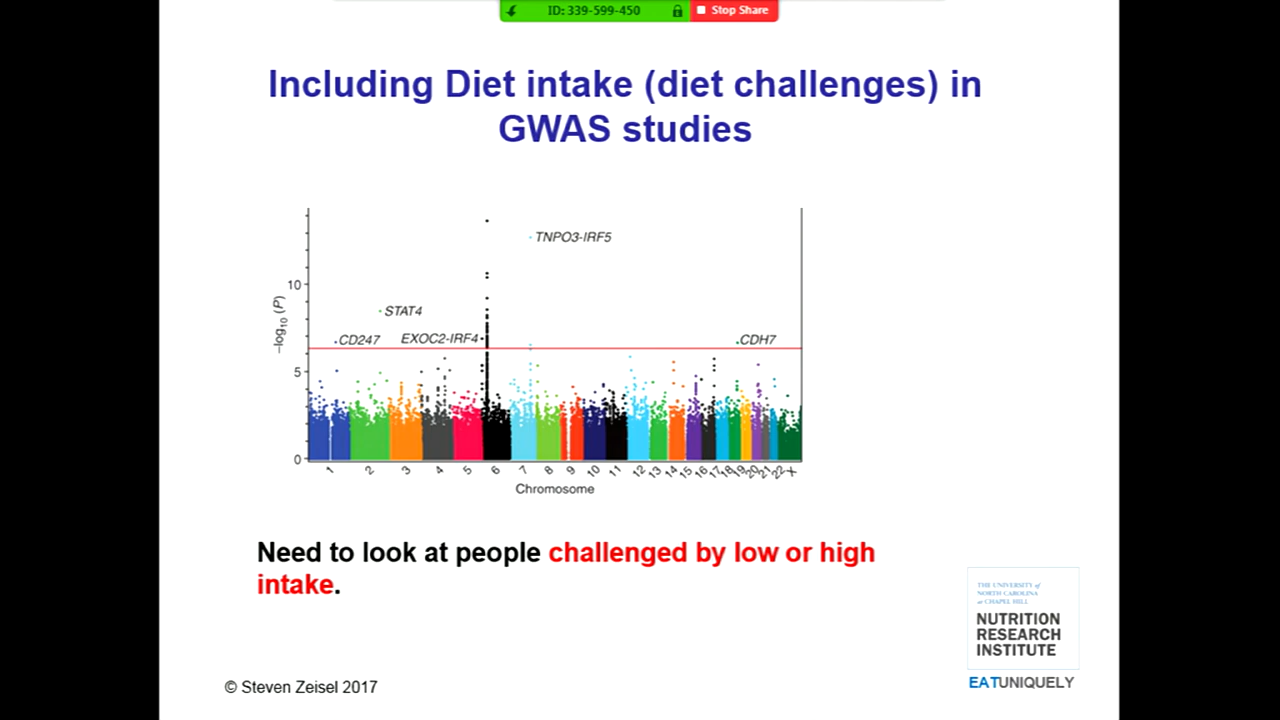 ID: 339-599-450
Stop Share
Including Diet intake (diet challenges) in
GWAS studies
TNPO3-IRF5
10
STAT4
–log10 (P)
CD247
EXOC2-IRF4
CDH7
5
0
1 2 3 4 5 6 7 8 9 10 11 12 13 14 15 16 17 18 19 20 21 22 X
Chromosome
Need to look at people challenged by low or high
intake.
THE UNIVERSITY of
NORTH CAROLINA
at CHAPEL HILL
NUTRITION
RESEARCH
INSTITUTE
EATUNIQUELY
© Steven Zeisel 2017